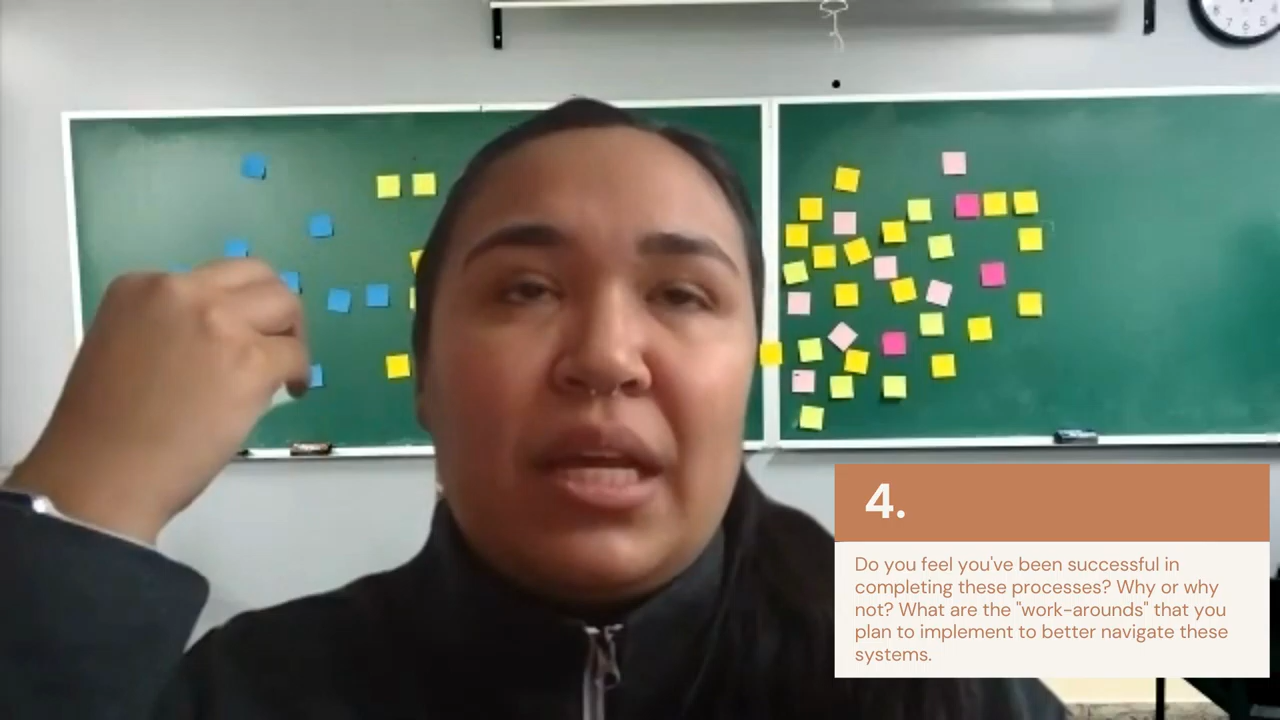 4.
Do you feel you've been successful in
completing these processes? Why or why
not? What are the "work-arounds" that you
plan to implement to better navigate these
systems.